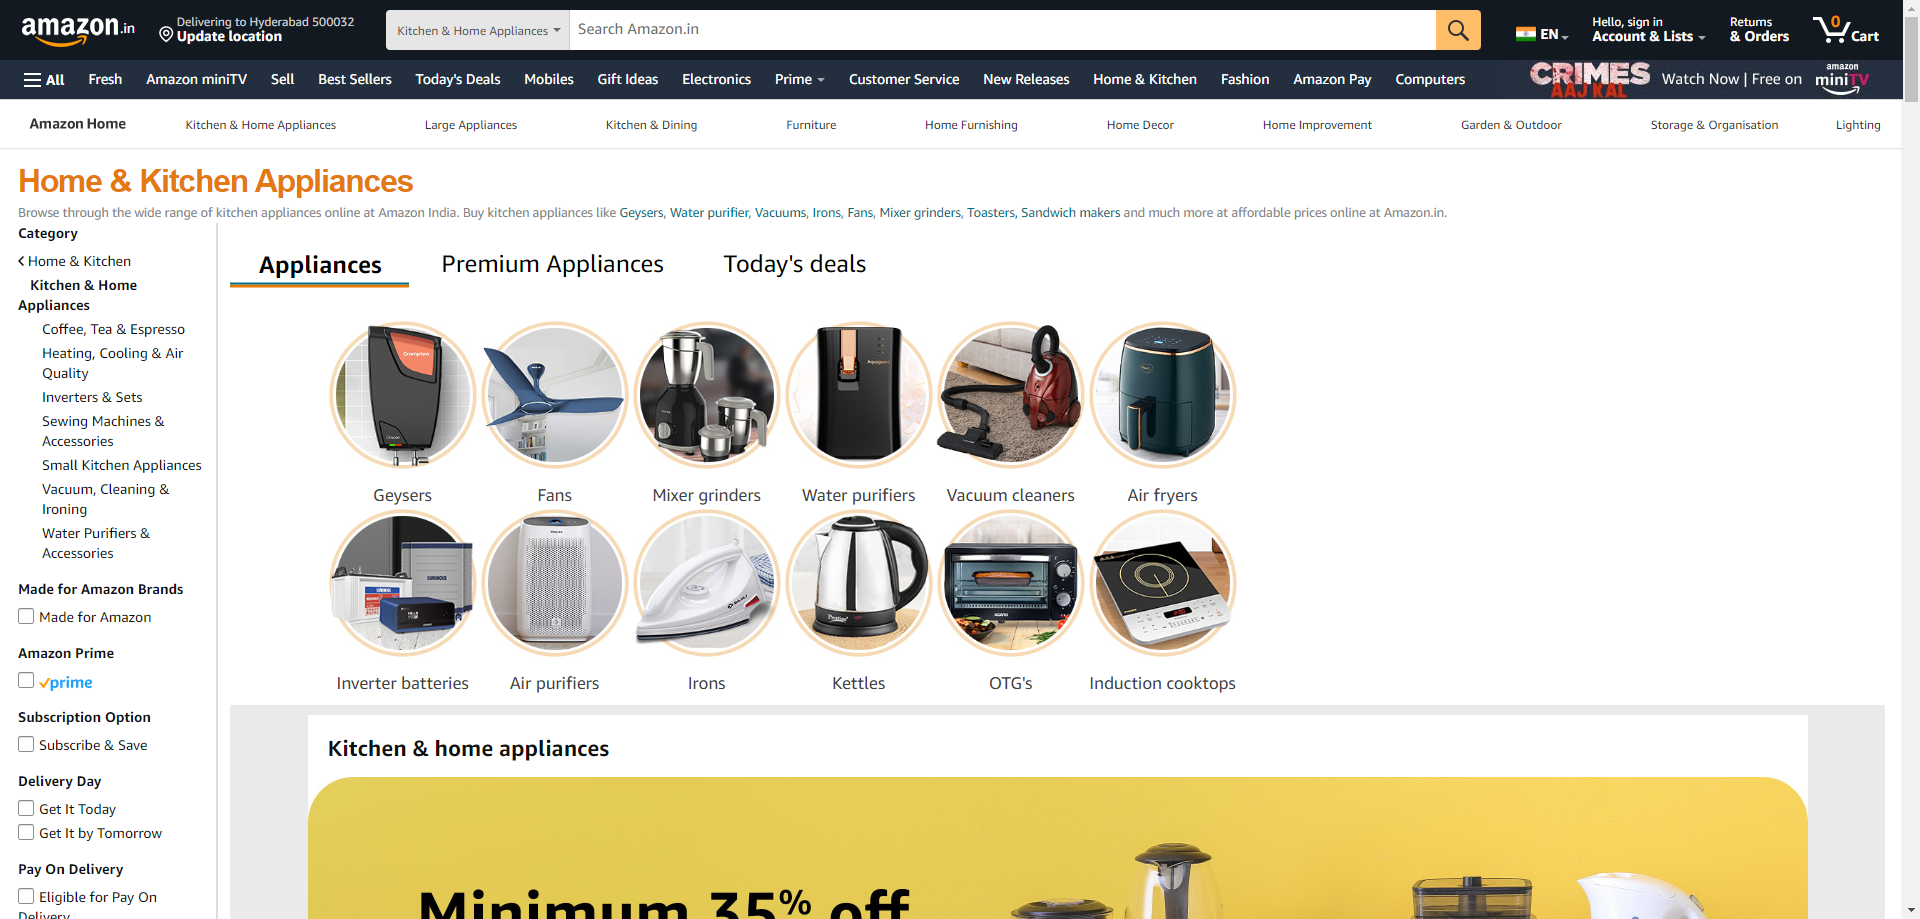 amazon.in
Delivering to Hyderabad 500032
Update location
Kitchen & Home Appliances
Search Amazon.in
EN
Hello, sign in
Account & Lists
Returns
& Orders
0
Cart
All
Fresh
Amazon miniTV
Sell
Best Sellers
Today's Deals
Mobiles
Gift Ideas
Electronics
Prime
Customer Service
New Releases
Home & Kitchen
Fashion
Amazon Pay
Computers
CRIMES
AAJ KAL
Watch Now | Free on
amazon
miniTV
Amazon Home
Kitchen & Home Appliances
Large Appliances
Kitchen & Dining
Furniture
Home Furnishing
Home Decor
Home Improvement
Garden & Outdoor
Storage & Organisation
Lighting
Home & Kitchen Appliances
Browse through the wide range of kitchen appliances online at Amazon India. Buy kitchen appliances like Geysers, Water purifier, Vacuums, Irons, Fans, Mixer grinders, Toasters, Sandwich makers and much more at affordable prices online at Amazon.in.
Category
Home & Kitchen
Kitchen & Home
Appliances
Coffee, Tea & Espresso
Heating, Cooling & Air
Quality
Inverters & Sets
Sewing Machines &
Accessories
Small Kitchen Appliances
Vacuum, Cleaning &
Ironing
Water Purifiers &
Accessories
Made for Amazon Brands
Made for Amazon
Amazon Prime
prime
Subscription Option
Subscribe & Save
Delivery Day
Get It Today
Get It by Tomorrow
Pay On Delivery
Eligible for Pay On
Delivery
Appliances
Premium Appliances
Today's deals
Crompton
Geysers
Fans
Mixer grinders
Water purifiers
Vacuum cleaners
Air fryers
LUMINOUS
LUMINOUS
BAJAJ
Prestige
AGARO
Inverter batteries
Air purifiers
Irons
Kettles
OTG's
Induction cooktops
Kitchen & home appliances
Minimum 35% off